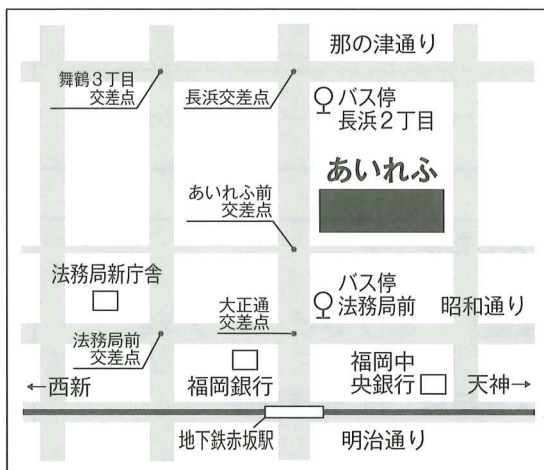 那の津通り
舞鶴3丁目
交差点
長浜交差点
バス停
長浜2丁目
あいれふ
あいれふ前
交差点
法務局新庁舎
大正通
交差点
バス停
法務局前
昭和通り
法務局前
交差点
福岡銀行
福岡中
央銀行
←西新
天神→
地下鉄赤坂駅
明治通り